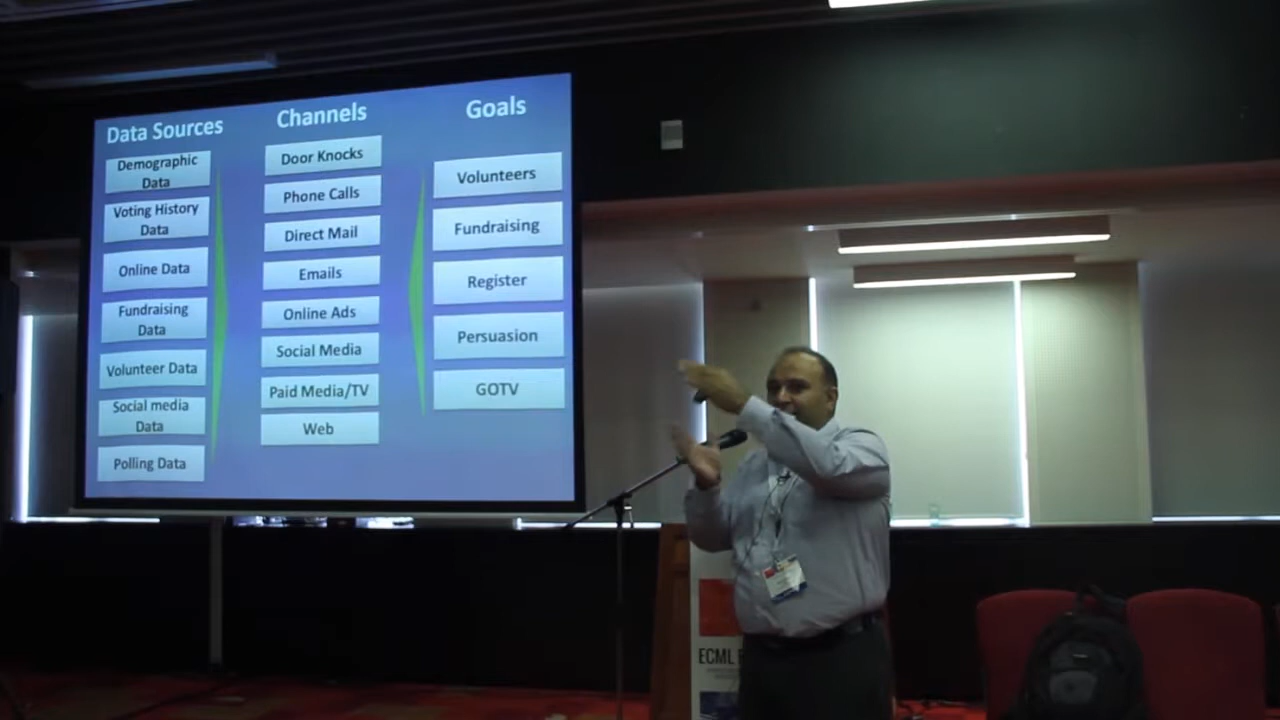 Data Sources
Demographic
Data
Voting History
Data
Online Data
Fundraising
Data
Volunteer Data
Social media
Data
Polling Data
Channels
Door Knocks
Phone Calls
Direct Mail
Emails
Online Ads
Social Media
Paid Media/TV
Web
Goals
Volunteers
Fundraising
Register
Persuasion
GOTV
ECML